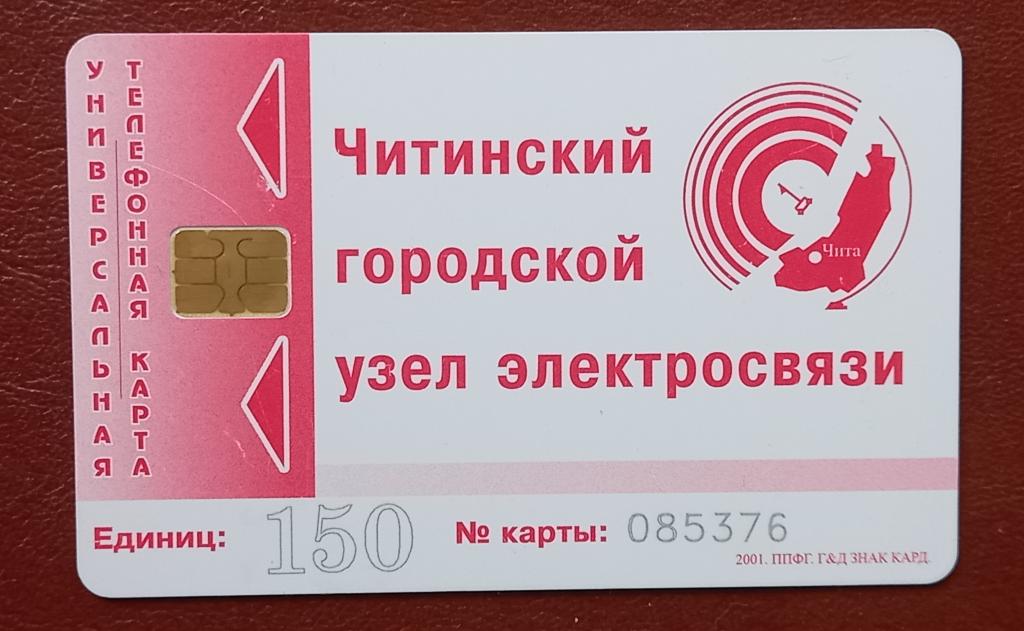 УНИВЕРСАЛЬНАЯ
ТЕЛЕФОННАЯ КАРТА
Читинский
городской
узел электросвязи
Чита
Единиц: 150
№ карты: 085376
2001. ППФГ. Г&Д ЗНАК КАРД.